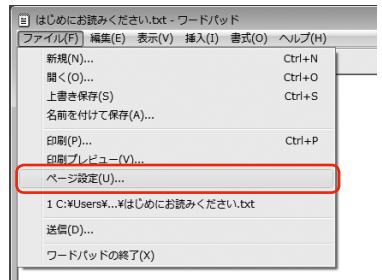 はじめにお読みください.txt - ワードパッド
ファイル(F) 編集(E) 表示(V) 挿入(I) 書式(O) ヘルプ(H)
新規(N)... Ctrl+N
開く(O)... Ctrl+O
上書き保存(S) Ctrl+S
名前を付けて保存(A)...
印刷(P)... Ctrl+P
印刷プレビュー(V)...
ページ設定(U)...
1 C:¥Users¥...¥はじめにお読みください.txt
送信(D)...
ワードパッドの終了(X)